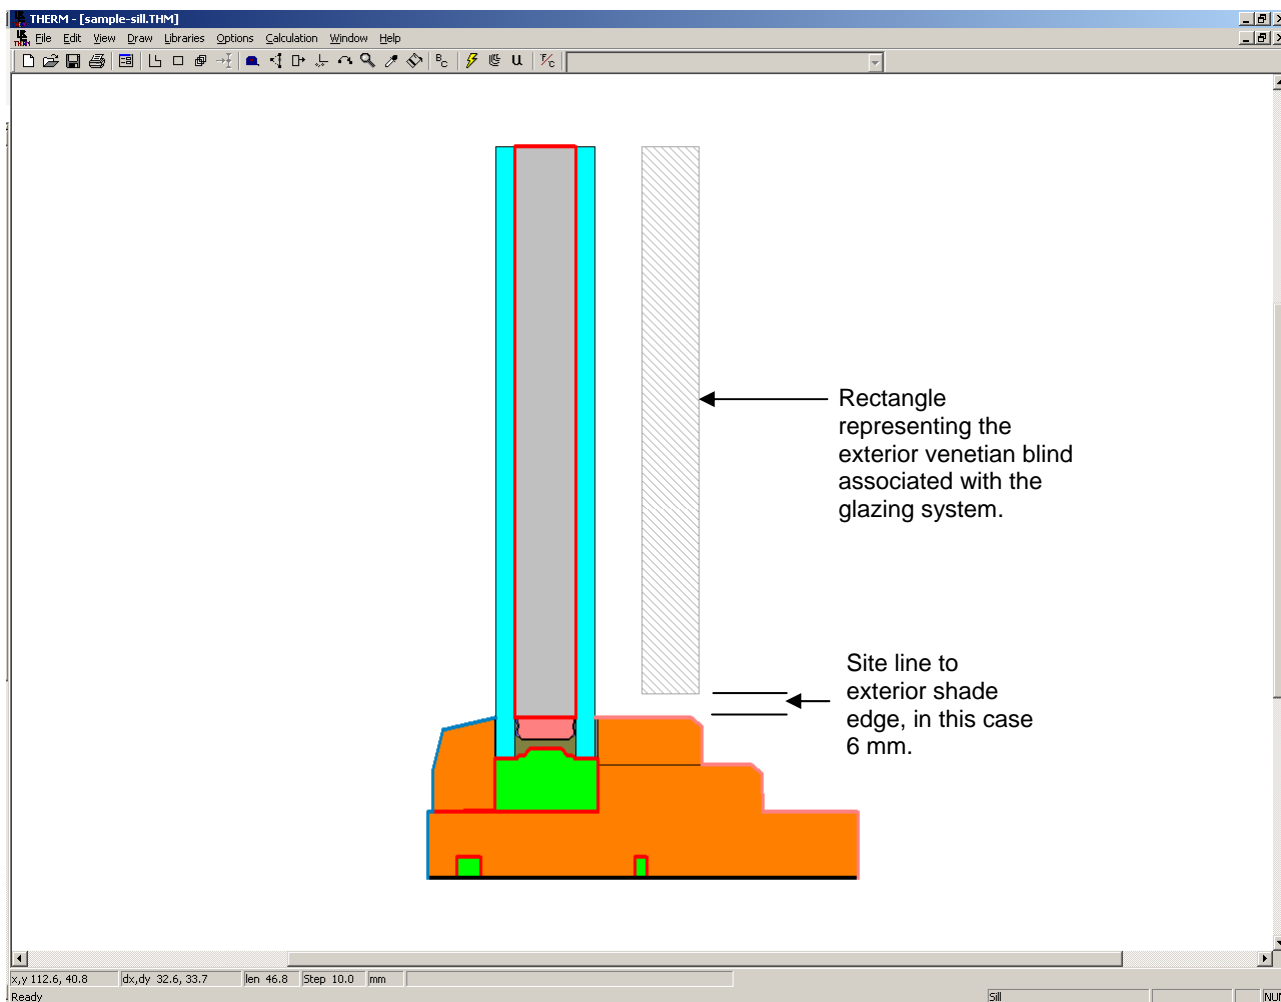 THERM - [sample-sill.THM]
File Edit View Draw Libraries Options Calculation Window Help
Rectangle
representing the
exterior venetian blind
associated with the
glazing system.
Site line to
exterior shade
edge, in this case
6 mm.
x,y 112.6, 40.8 dx,dy 32.6, 33.7 len 46.8 Step 10.0 mm
Ready Sill NUM